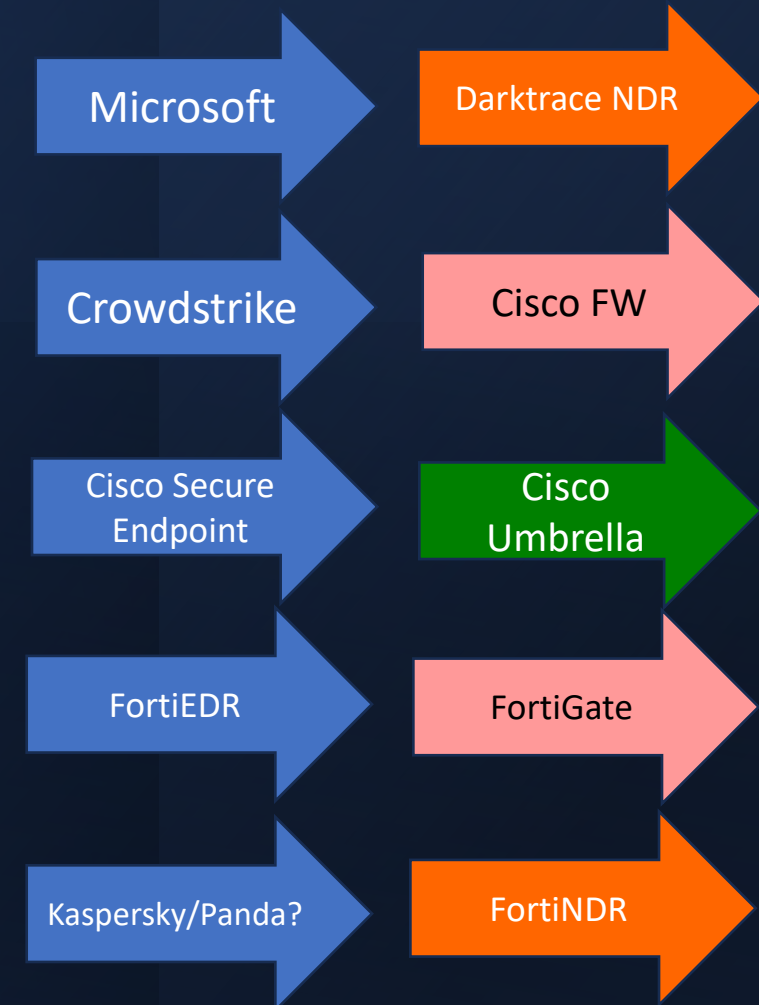 Microsoft
Darktrace NDR
Crowdstrike
Cisco FW
Cisco Secure
Endpoint
Cisco
Umbrella
FortiEDR
FortiGate
Kaspersky/Panda?
FortiNDR